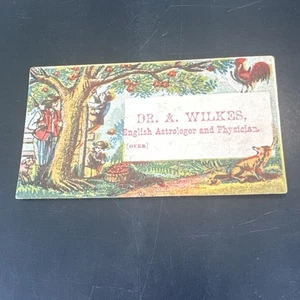 DR. A. WILKES,
English Astrologer and Physician.
[OVER]